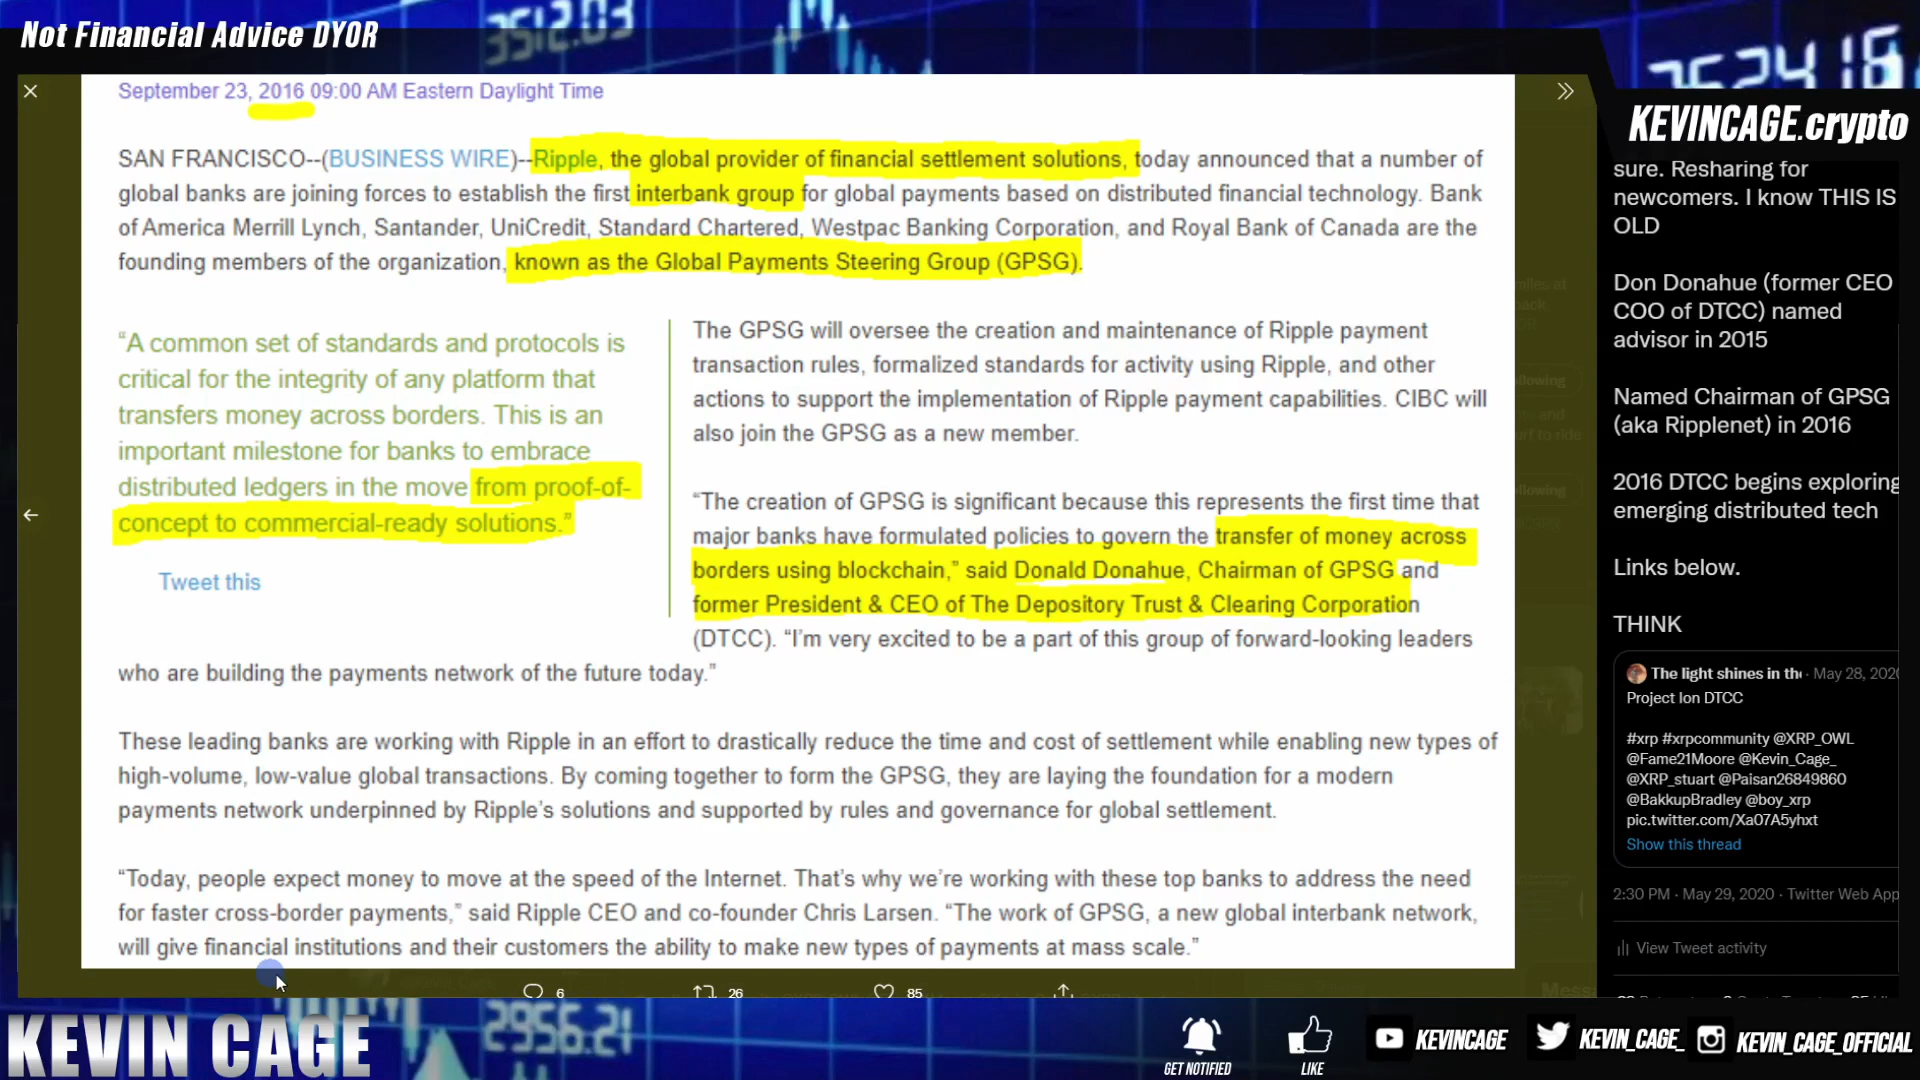 Not Financial Advice DYOR
3512.03
September 23, 2016 09:00 AM Eastern Daylight Time
SAN FRANCISCO--(BUSINESS WIRE)--Ripple, the global provider of financial settlement solutions, today announced that a number of
global banks are joining forces to establish the first interbank group for global payments based on distributed financial technology. Bank
of America Merrill Lynch, Santander, UniCredit, Standard Chartered, Westpac Banking Corporation, and Royal Bank of Canada are the
founding members of the organization, known as the Global Payments Steering Group (GPSG).
“A common set of standards and protocols is
critical for the integrity of any platform that
transfers money across borders. This is an
important milestone for banks to embrace
distributed ledgers in the move from proof-of-
concept to commercial-ready solutions.”
Tweet this
The GPSG will oversee the creation and maintenance of Ripple payment
transaction rules, formalized standards for activity using Ripple, and other
actions to support the implementation of Ripple payment capabilities. CIBC will
also join the GPSG as a new member.
“The creation of GPSG is significant because this represents the first time that
major banks have formulated policies to govern the transfer of money across
borders using blockchain,” said Donald Donahue, Chairman of GPSG and
former President & CEO of The Depository Trust & Clearing Corporation
(DTCC). “I’m very excited to be a part of this group of forward-looking leaders
who are building the payments network of the future today.”
These leading banks are working with Ripple in an effort to drastically reduce the time and cost of settlement while enabling new types of
high-volume, low-value global transactions. By coming together to form the GPSG, they are laying the foundation for a modern
payments network underpinned by Ripple’s solutions and supported by rules and governance for global settlement.
“Today, people expect money to move at the speed of the Internet. That’s why we’re working with these top banks to address the need
for faster cross-border payments,” said Ripple CEO and co-founder Chris Larsen. “The work of GPSG, a new global interbank network,
will give financial institutions and their customers the ability to make new types of payments at mass scale.”
6
26
85
KEVINCAGE.crypto
sure. Resharing for
newcomers. I know THIS IS
OLD
Don Donahue (former CEO
COO of DTCC) named
advisor in 2015
Named Chairman of GPSG
(aka Ripplenet) in 2016
2016 DTCC begins exploring
emerging distributed tech
Links below.
THINK
The light shines in the · May 28, 2020
Project Ion DTCC
#xrp #xrpcommunity @XRP_OWL
@Fame21Moore @Kevin_Cage_
@XRP_stuart @Paisan26849860
@BakkupBradley @boy_xrp
pic.twitter.com/Xa07A5yhxt
Show this thread
2:30 PM · May 29, 2020 · Twitter Web App
View Tweet activity
KEVIN CAGE
2956.21
GET NOTIFIED
LIKE
KEVINCAGE
KEVIN_CAGE_
KEVIN_CAGE_OFFICIAL